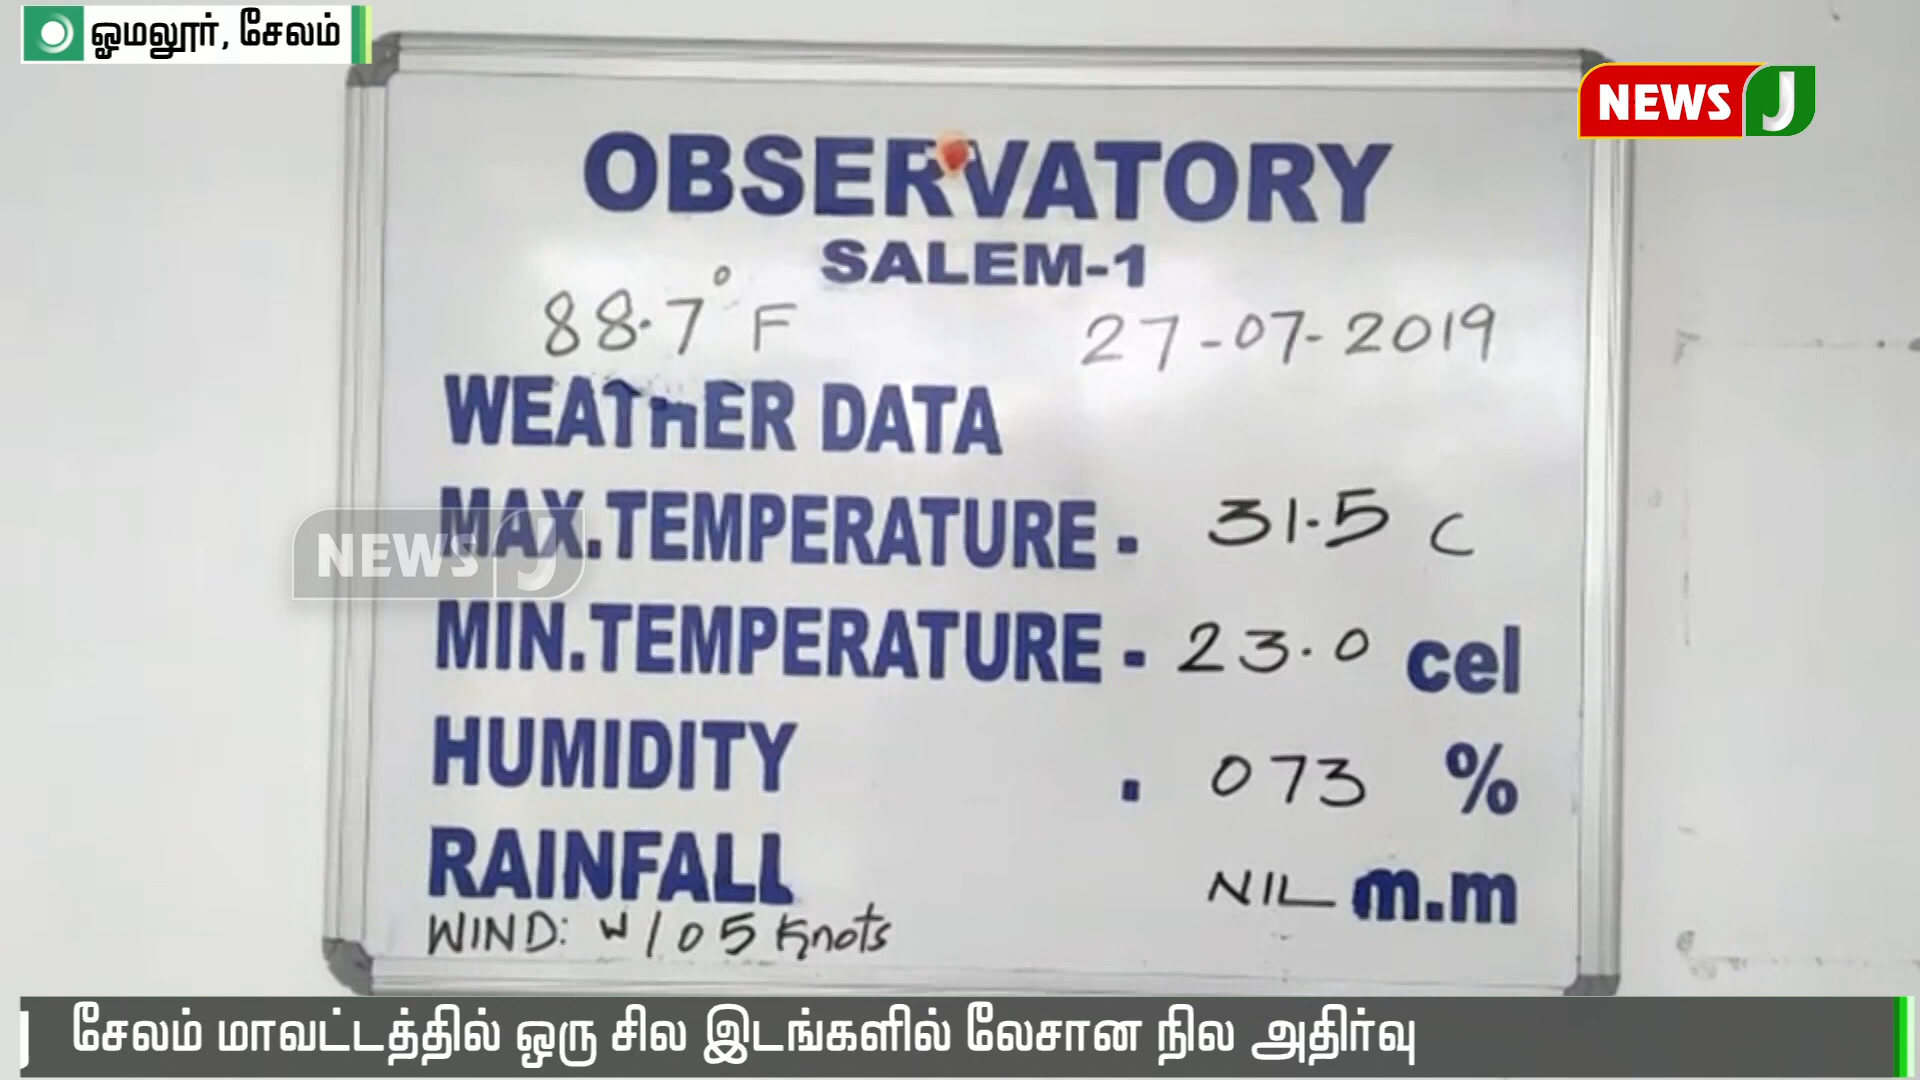 ஓமலூர், சேலம்
NEWS J
OBSERVATORY
SALEM-1
88.7°F 27-07-2019
WEATHER DATA
MAX.TEMPERATURE - 31.5 C
NEWS J
MIN.TEMPERATURE - 23.0 cel
HUMIDITY . 073 %
RAINFALL NIL m.m
WIND: W/05 Knots
சேலம் மாவட்டத்தில் ஒரு சில இடங்களில் லேசான நில அதிர்வு